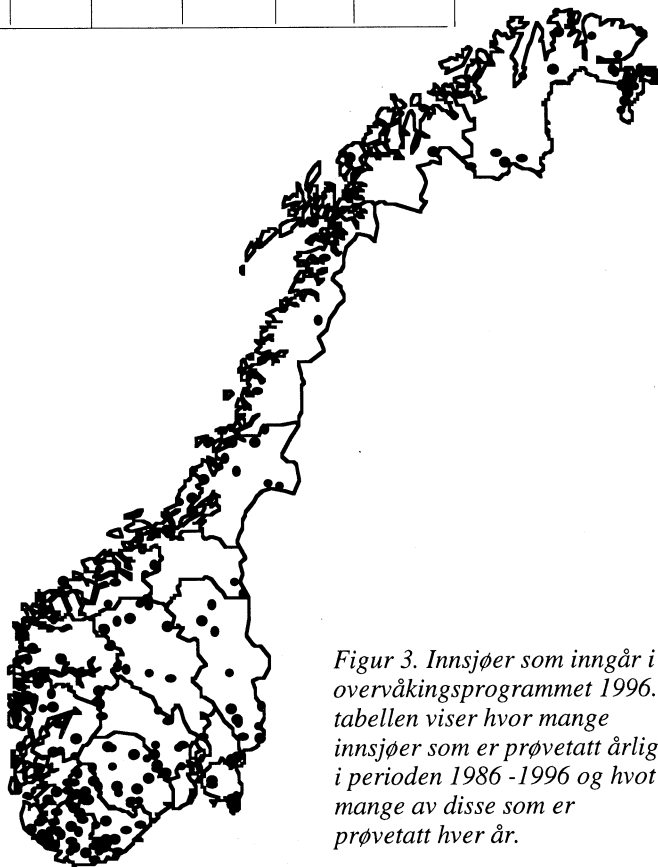 Figur 3. Innsjøer som inngår i
overvåkingsprogrammet 1996.
tabellen viser hvor mange
innsjøer som er prøvetatt årlig
i perioden 1986 -1996 og hvot
mange av disse som er
prøvetatt hver år.